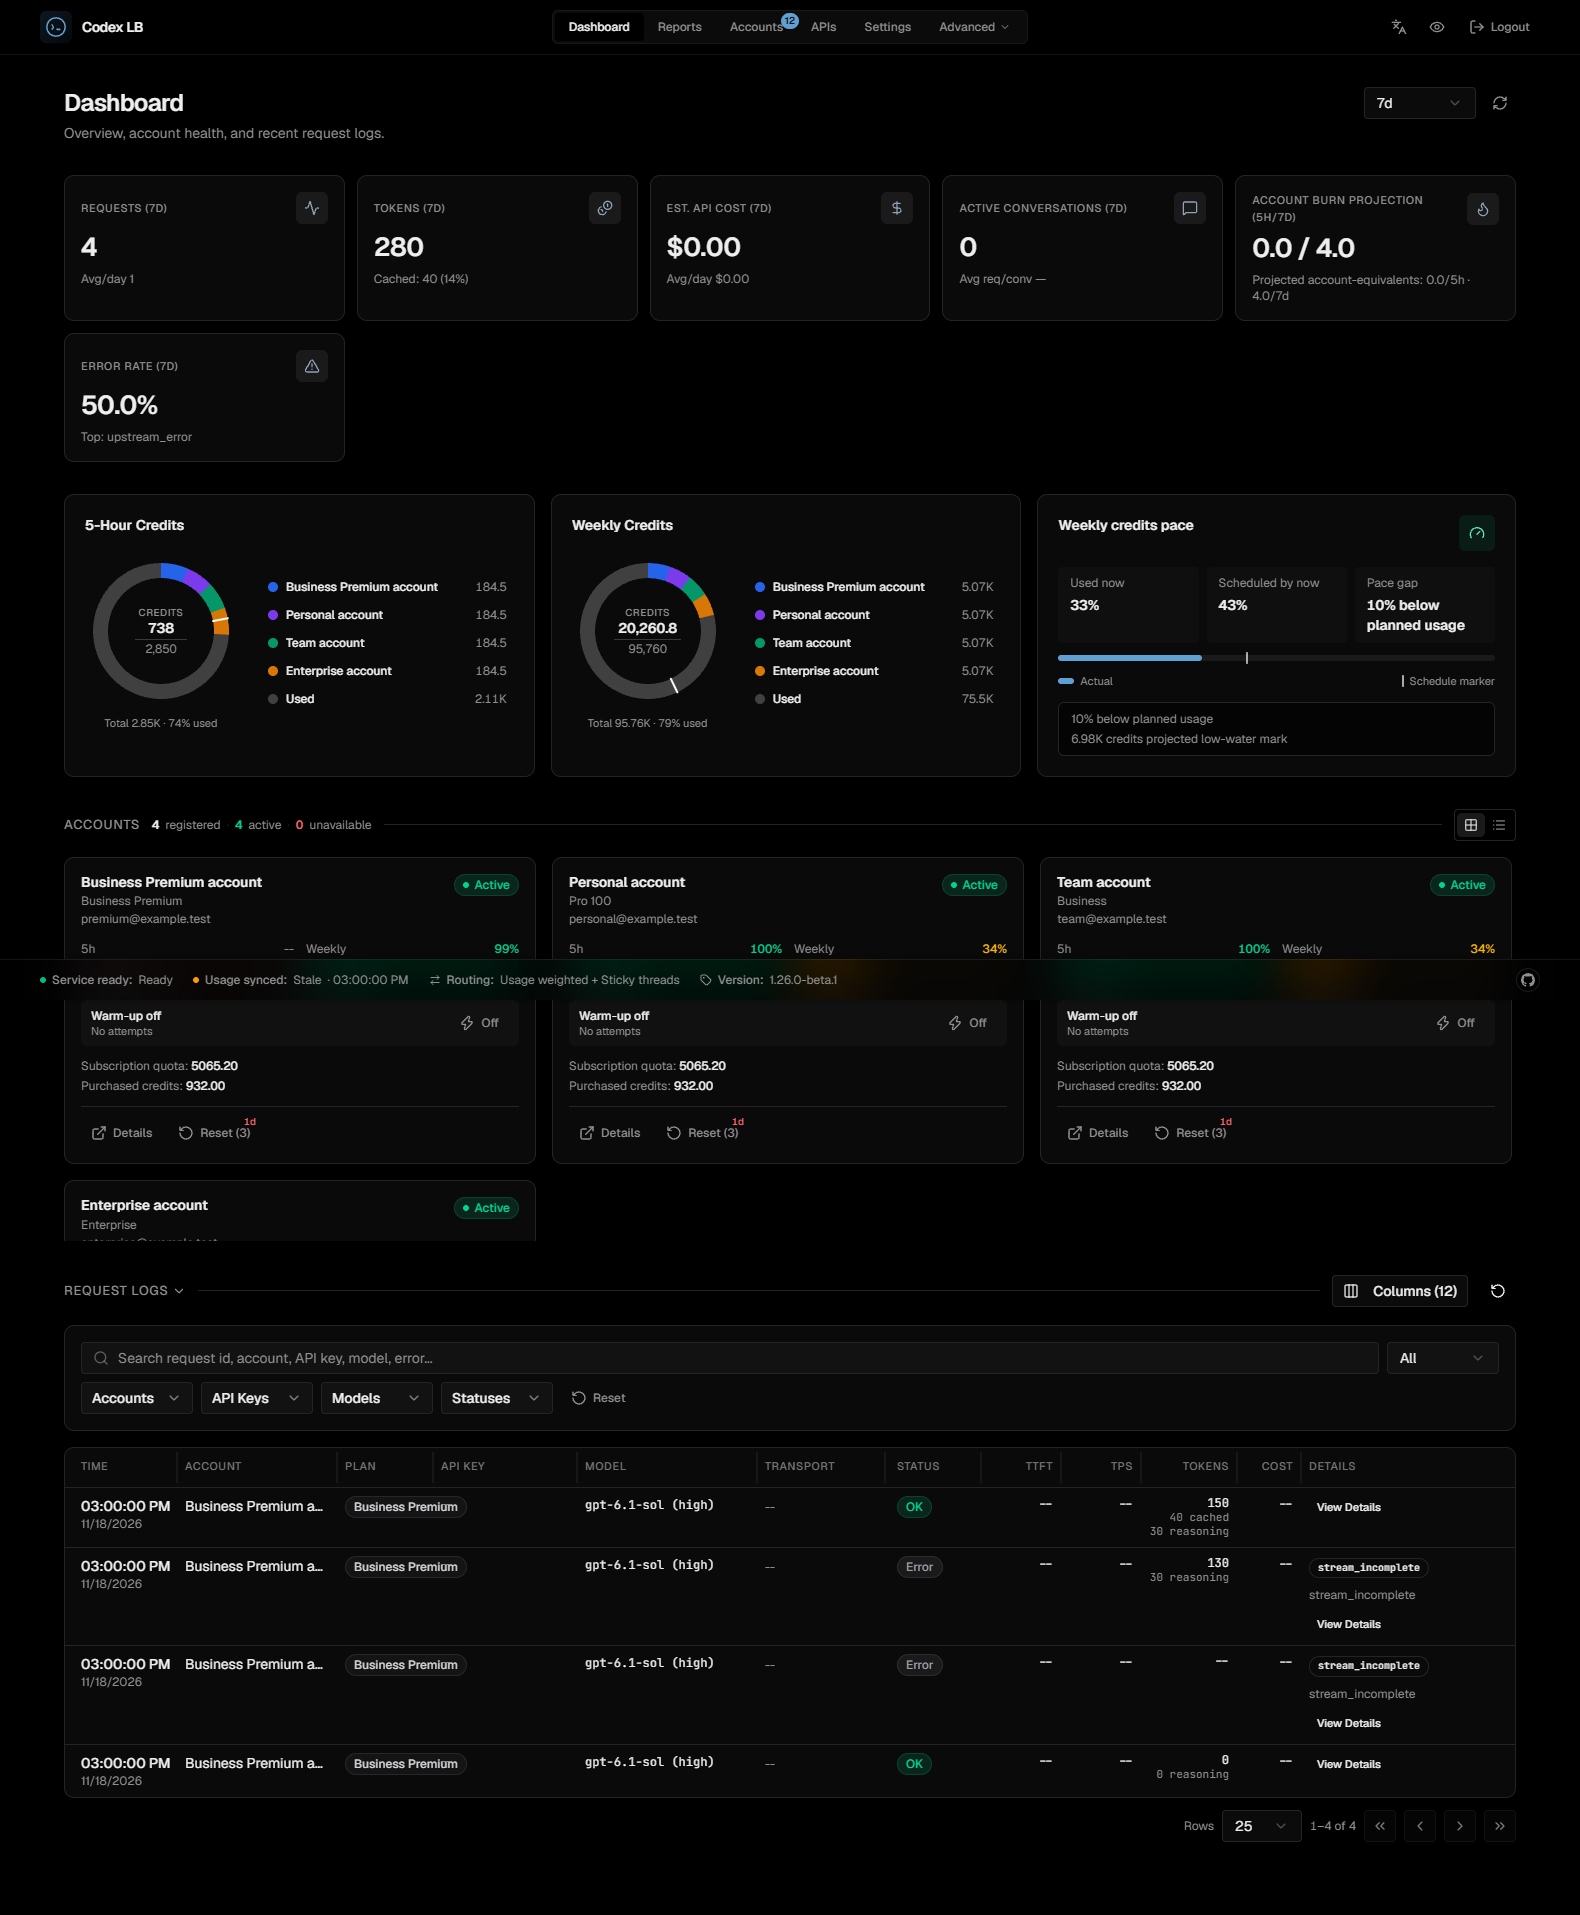 Codex LB
Dashboard
Reports
Accounts
12
APIs
Settings
Advanced
Logout
Dashboard
Overview, account health, and recent request logs.
7d
REQUESTS (7D)
4
Avg/day 1
TOKENS (7D)
280
Cached: 40 (14%)
EST. API COST (7D)
$0.00
Avg/day $0.00
ACTIVE CONVERSATIONS (7D)
0
Avg req/conv —
ACCOUNT BURN PROJECTION
(5H/7D)
0.0 / 4.0
Projected account-equivalents: 0.0/5h ·
4.0/7d
ERROR RATE (7D)
50.0%
Top: upstream_error
5-Hour Credits
CREDITS
738
2,850
Total 2.85K · 74% used
Business Premium account 184.5
Personal account 184.5
Team account 184.5
Enterprise account 184.5
Used 2.11K
Weekly Credits
CREDITS
20,260.8
95,760
Total 95.76K · 79% used
Business Premium account 5.07K
Personal account 5.07K
Team account 5.07K
Enterprise account 5.07K
Used 75.5K
Weekly credits pace
Used now
33%
Scheduled by now
43%
Pace gap
10% below
planned usage
Actual
Schedule marker
10% below planned usage
6.98K credits projected low-water mark
ACCOUNTS 4 registered · 4 active · 0 unavailable
Business Premium account
Active
Business Premium
premium@example.test
5h -- Weekly 99%
Personal account
Active
Pro 100
personal@example.test
5h 100% Weekly 34%
Team account
Active
Business
team@example.test
5h 100% Weekly 34%
Service ready: Ready
Usage synced: Stale · 03:00:00 PM
Routing: Usage weighted + Sticky threads
Version: 1.26.0-beta.1
Warm-up off
No attempts
Off
Subscription quota: 5065.20
Purchased credits: 932.00
Details
Reset (3)
1d
Warm-up off
No attempts
Off
Subscription quota: 5065.20
Purchased credits: 932.00
Details
Reset (3)
1d
Warm-up off
No attempts
Off
Subscription quota: 5065.20
Purchased credits: 932.00
Details
Reset (3)
1d
Enterprise account
Active
Enterprise
REQUEST LOGS
Columns (12)
Search request id, account, API key, model, error...
All
Accounts
API Keys
Models
Statuses
Reset
TIME ACCOUNT PLAN API KEY MODEL TRANSPORT STATUS TTFT TPS TOKENS COST DETAILS
03:00:00 PM Business Premium a... Business Premium -- gpt-6.1-sol (high) -- OK -- -- 150 -- View Details
11/18/2026 40 cached
30 reasoning
03:00:00 PM Business Premium a... Business Premium -- gpt-6.1-sol (high) -- Error -- -- 130 -- stream_incomplete
11/18/2026 30 reasoning
stream_incomplete
View Details
03:00:00 PM Business Premium a... Business Premium -- gpt-6.1-sol (high) -- Error -- -- -- -- stream_incomplete
11/18/2026
stream_incomplete
View Details
03:00:00 PM Business Premium a... Business Premium -- gpt-6.1-sol (high) -- OK -- -- 0 -- View Details
11/18/2026 0 reasoning
Rows 25 1–4 of 4